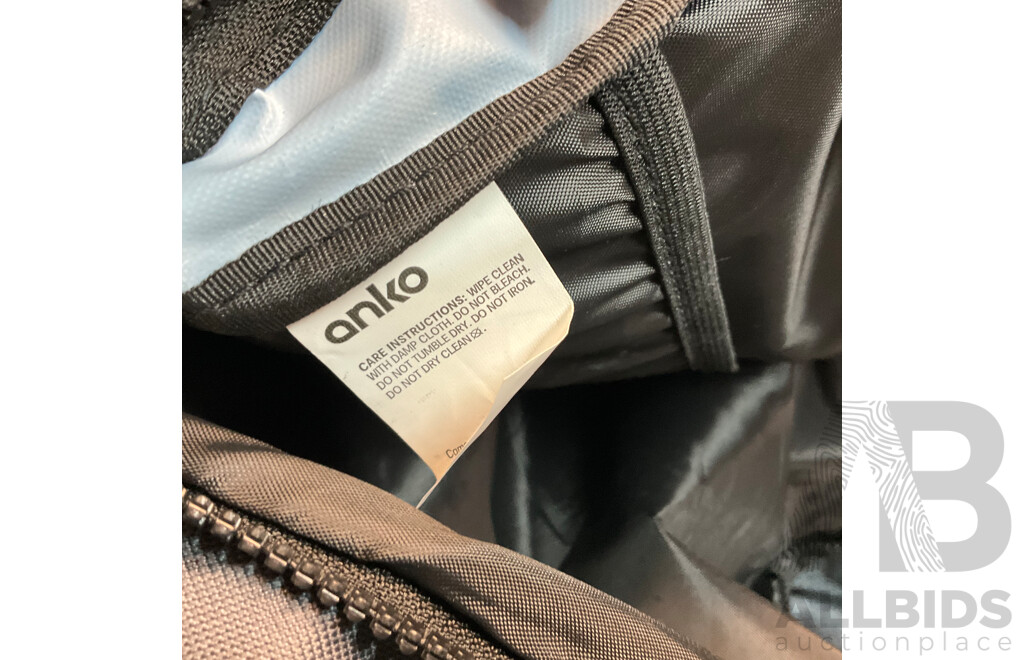 anko
CARE INSTRUCTIONS: WIPE CLEAN
WITH DAMP CLOTH. DO NOT BLEACH.
DO NOT TUMBLE DRY. DO NOT IRON.
DO NOT DRY CLEAN
AB
ALLBIDS
auctionplace